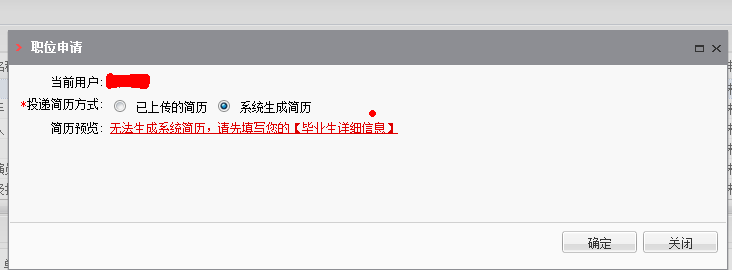 职位申请
当前用户:
*投递简历方式: 已上传的简历 系统生成简历
简历预览: 无法生成系统简历，请先填写您的【毕业生详细信息】
确定 关闭